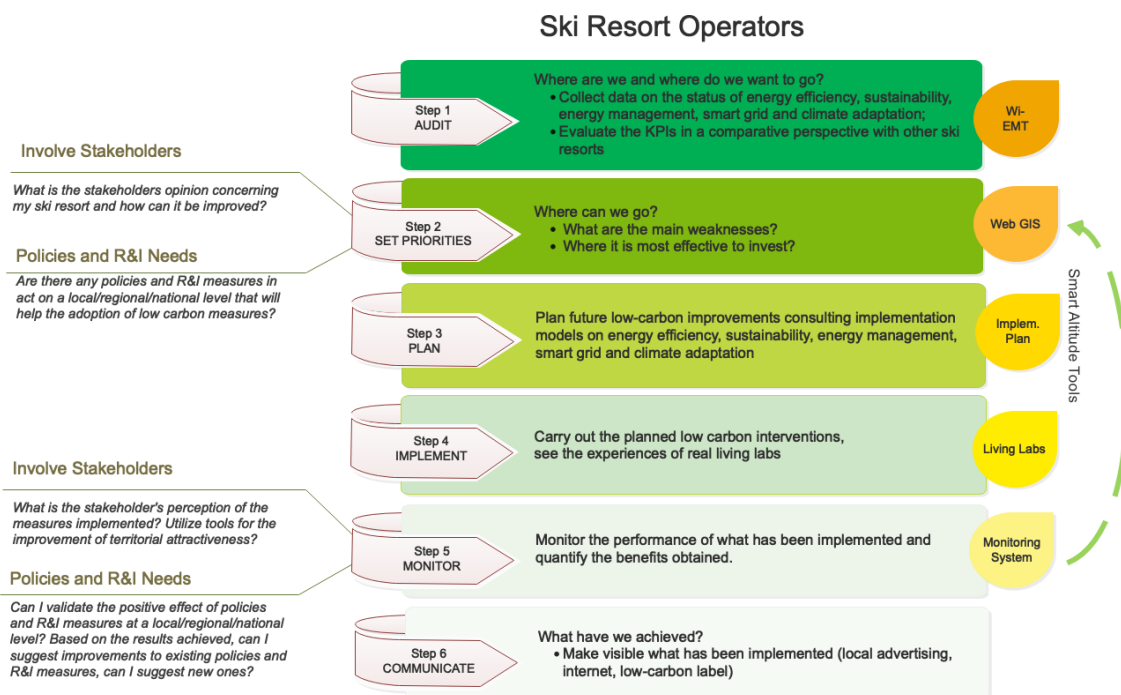 Ski Resort Operators
Step 1
AUDIT
Where are we and where do we want to go?
• Collect data on the status of energy efficiency, sustainability,
energy management, smart grid and climate adaptation;
• Evaluate the KPIs in a comparative perspective with other ski
resorts
Wi-
EMT
Involve Stakeholders
What is the stakeholders opinion concerning
my ski resort and how can it be improved?
Policies and R&I Needs
Are there any policies and R&I measures in
act on a local/regional/national level that will
help the adoption of low carbon measures?
Step 2
SET PRIORITIES
Where can we go?
• What are the main weaknesses?
• Where it is most effective to invest?
Web GIS
Step 3
PLAN
Plan future low-carbon improvements consulting implementation
models on energy efficiency, sustainability, energy management,
smart grid and climate adaptation
Implem.
Plan
Smart Altitude Tools
Step 4
IMPLEMENT
Carry out the planned low carbon interventions,
see the experiences of real living labs
Living Labs
Involve Stakeholders
What is the stakeholder's perception of the
measures implemented? Utilize tools for the
improvement of territorial attractiveness?
Policies and R&I Needs
Can I validate the positive effect of policies
and R&I measures at a local/regional/national
level? Based on the results achieved, can I
suggest improvements to existing policies and
R&I measures, can I suggest new ones?
Step 5
MONITOR
Monitor the performance of what has been implemented and
quantify the benefits obtained.
Monitoring
System
Step 6
COMMUNICATE
What have we achieved?
• Make visible what has been implemented (local advertising,
internet, low-carbon label)